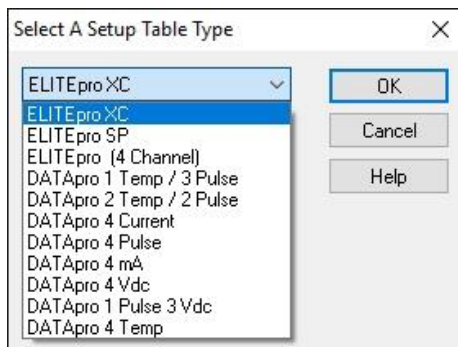 Select A Setup Table Type
ELITEpro XC
OK
ELITEpro XC
ELITEpro SP
Cancel
ELITEpro (4 Channel)
DATApro 1 Temp / 3 Pulse
Help
DATApro 2 Temp / 2 Pulse
DATApro 4 Current
DATApro 4 Pulse
DATApro 4 mA
DATApro 4 Vdc
DATApro 1 Pulse 3 Vdc
DATApro 4 Temp